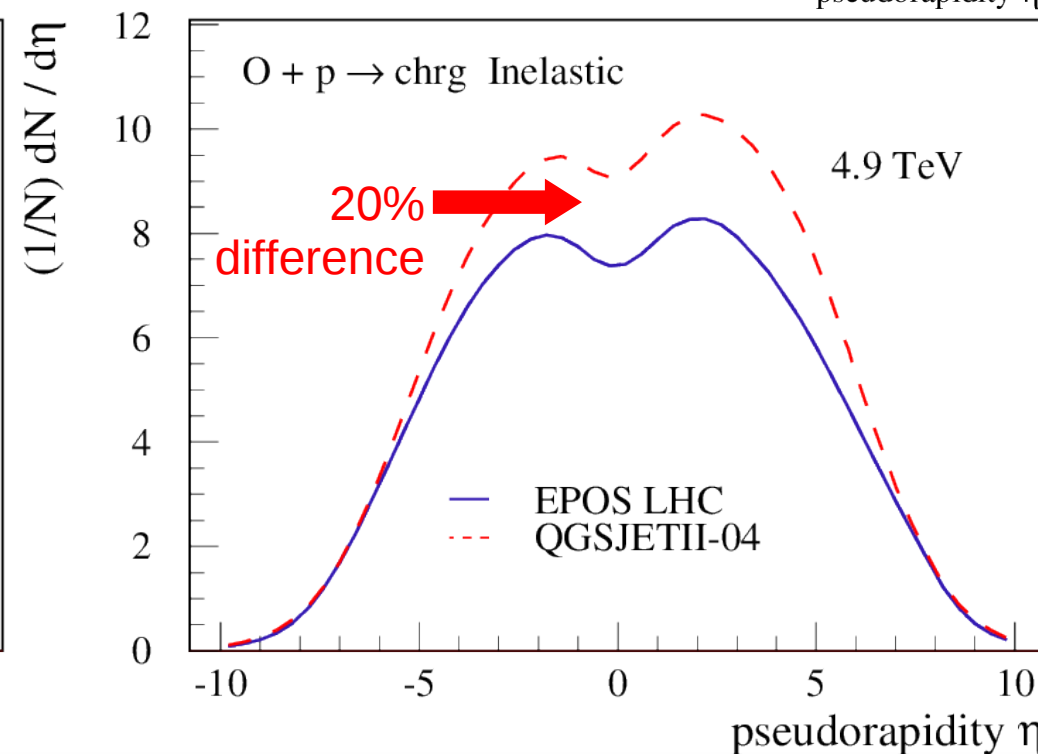 pseudorapidity η
(1/N) dN / dη
12
10
8
6
4
2
0
O + p → chrg Inelastic
4.9 TeV
20%
difference
EPOS LHC
QGSJETII-04
-10
-5
0
5
10
pseudorapidity η